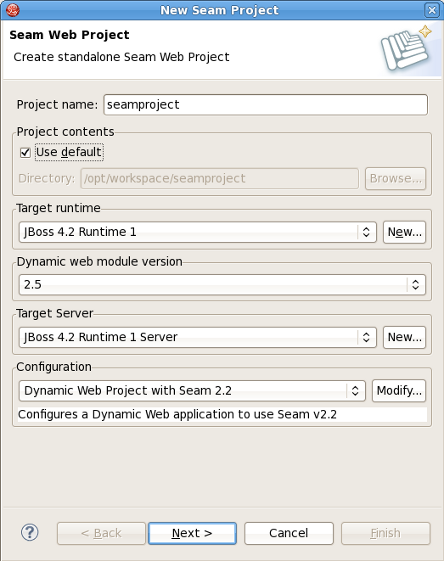 New Seam Project
Seam Web Project
Create standalone Seam Web Project
Project name: seamproject
Project contents
Use default
Directory: /opt/workspace/seamproject Browse...
Target runtime
JBoss 4.2 Runtime 1 New...
Dynamic web module version
2.5
Target Server
JBoss 4.2 Runtime 1 Server New...
Configuration
Dynamic Web Project with Seam 2.2 Modify...
Configures a Dynamic Web application to use Seam v2.2
? < Back Next > Cancel Finish